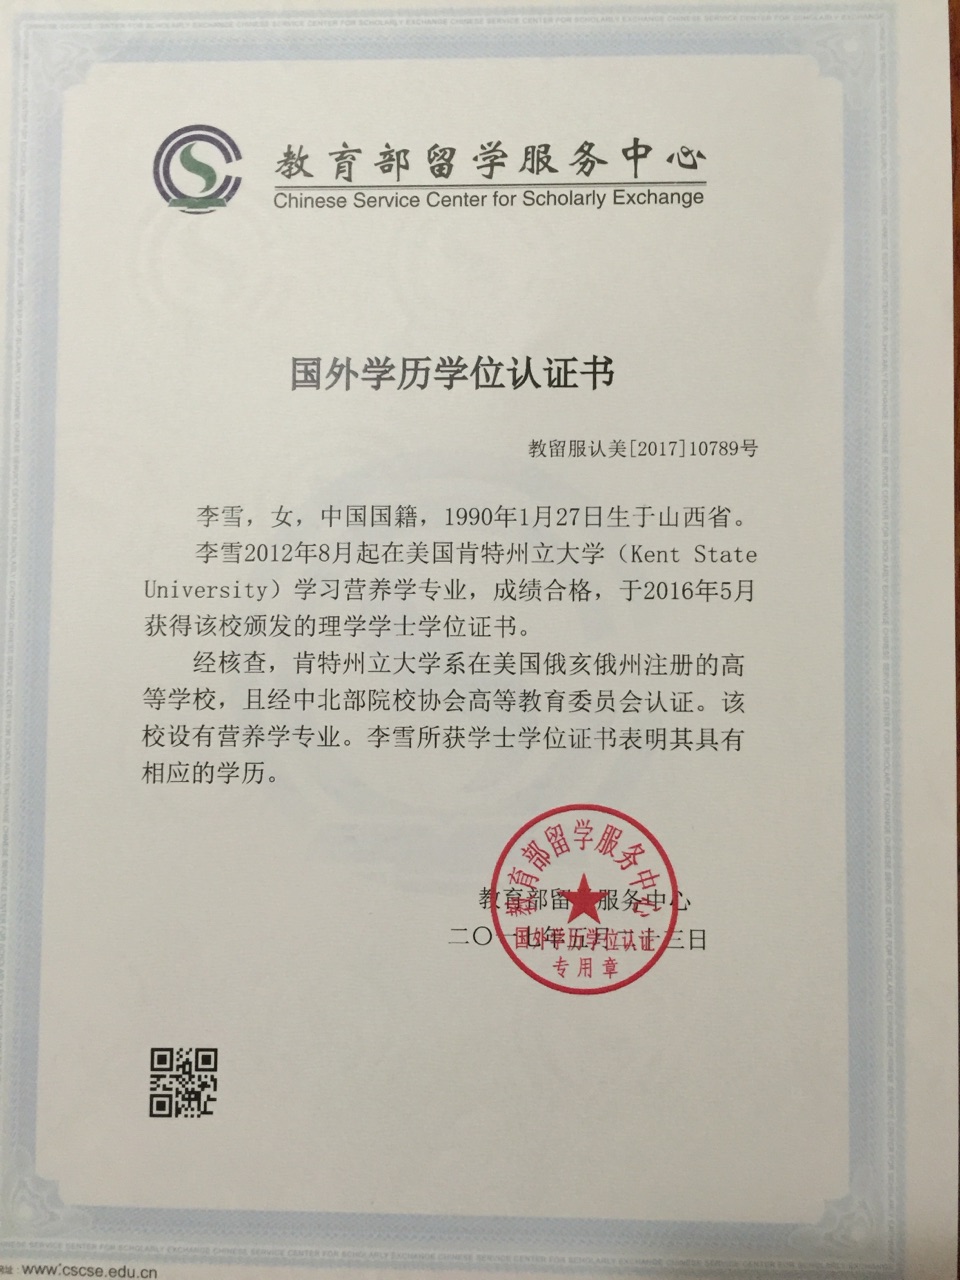 教育部留学服务中心
Chinese Service Center for Scholarly Exchange
国外学历学位认证书
教留服认美[2017]10789号
李雪，女，中国国籍，1990年1月27日生于山西省。
李雪2012年8月起在美国肯特州立大学（Kent State
University）学习营养学专业，成绩合格，于2016年5月
获得该校颁发的理学学士学位证书。
经核查，肯特州立大学系在美国俄亥俄州注册的高
等学校，且经中北部院校协会高等教育委员会认证。该
校设有营养学专业。李雪所获学士学位证书表明其具有
相应的学历。
教育部留学服务中心
二〇一七年五月二十三日
教育部留学服务中心
国外学历学位认证
专用章
网址：www.cscse.edu.cn